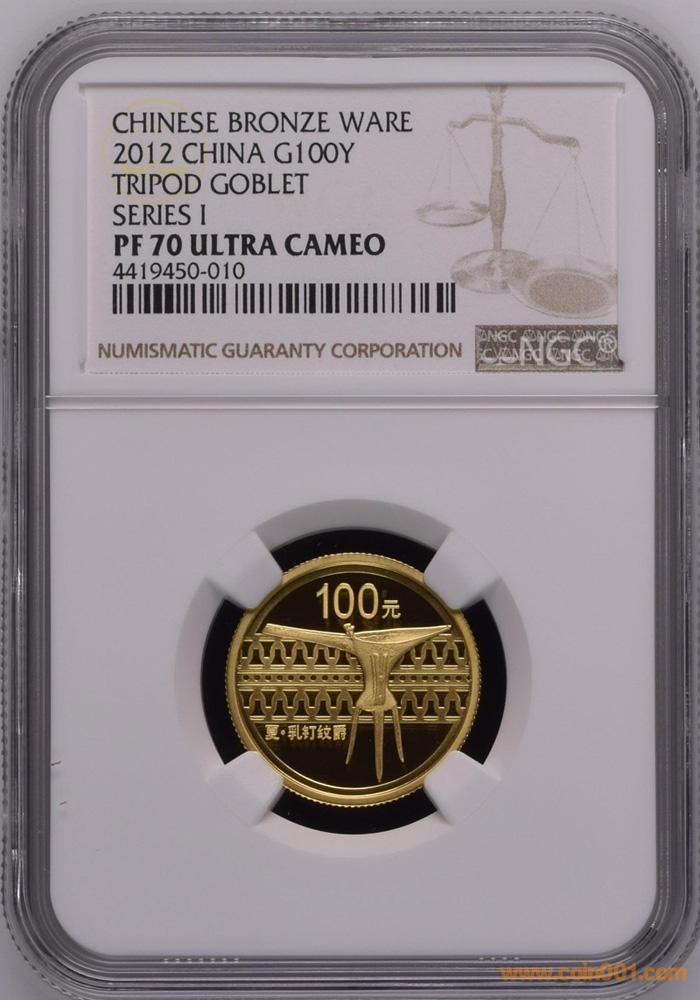 CHINESE BRONZE WARE
2012 CHINA G100Y
TRIPOD GOBLET
SERIES I
PF 70 ULTRA CAMEO
4419450-010
NUMISMATIC GUARANTY CORPORATION
NGC®
100元
夏·乳钉纹爵
www.coin001.com